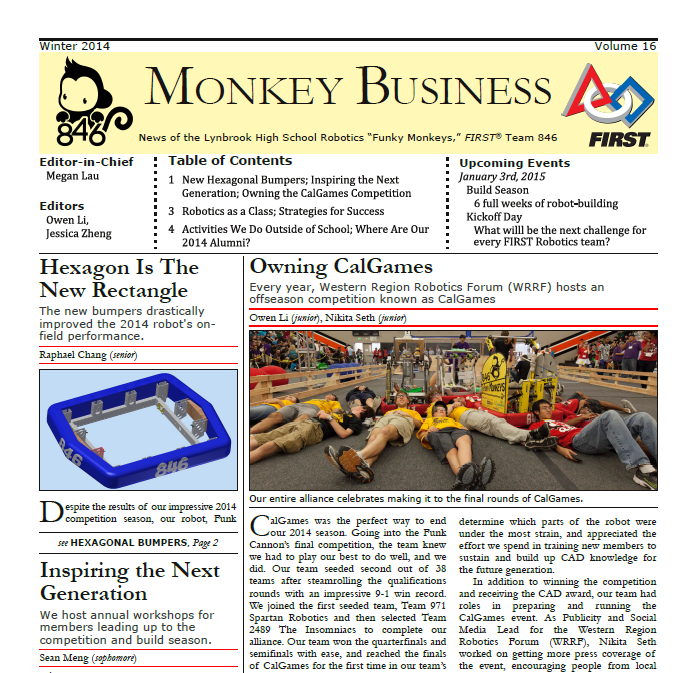 Winter 2014
Volume 16
MONKEY BUSINESS
846
News of the Lynbrook High School Robotics “Funky Monkeys,” FIRST® Team 846
FIRST
Editor-in-Chief
Megan Lau
Editors
Owen Li,
Jessica Zheng
Table of Contents
1 New Hexagonal Bumpers; Inspiring the Next
Generation; Owning the CalGames Competition
3 Robotics as a Class; Strategies for Success
4 Activities We Do Outside of School; Where Are Our
2014 Alumni?
Upcoming Events
January 3rd, 2015
Build Season
6 full weeks of robot-building
Kickoff Day
What willl be the next challenge for
every FIRST Robotics team?
Hexagon Is The
New Rectangle
The new bumpers drastically
improved the 2014 robot's on-
field performance.
Raphael Chang (senior)
846
846
Despite the results of our impressive 2014
competition season, our robot, Funk
see HEXAGONAL BUMPERS, Page 2
Inspiring the Next
Generation
We host annual workshops for
members leading up to the
competition and build season.
Sean Meng (sophomore)
Owning CalGames
Every year, Western Region Robotics Forum (WRRF) hosts an
offseason competition known as CalGames
Owen Li (junior), Nikita Seth (junior)
846
Our entire alliance celebrates making it to the final rounds of CalGames.
CalGames was the perfect way to end
our 2014 season. Going into the Funk
Cannon’s final competition, the team knew
we had to play our best to do well, and we
did. Our team seeded second out of 38
teams after steamrolling the qualifications
rounds with an impressive 9-1 win record.
We joined the first seeded team, Team 971
Spartan Robotics and then selected Team
2489 The Insomniacs to complete our
alliance. Our team won the quarterfinals and
semifinals with ease, and reached the finals
of CalGames for the first time in our team’s
determine which parts of the robot were
under the most strain, and appreciated the
effort we spend in training new members to
sustain and build up CAD knowledge for
the future generation.
In addition to winning the competition
and receiving the CAD award, our team had
roles in preparing and running the
CalGames event. As Publicity and Social
Media Lead for the Western Region
Robotics Forum (WRRF), Nikita Seth
worked on getting more press coverage of
the event, encouraging people from local